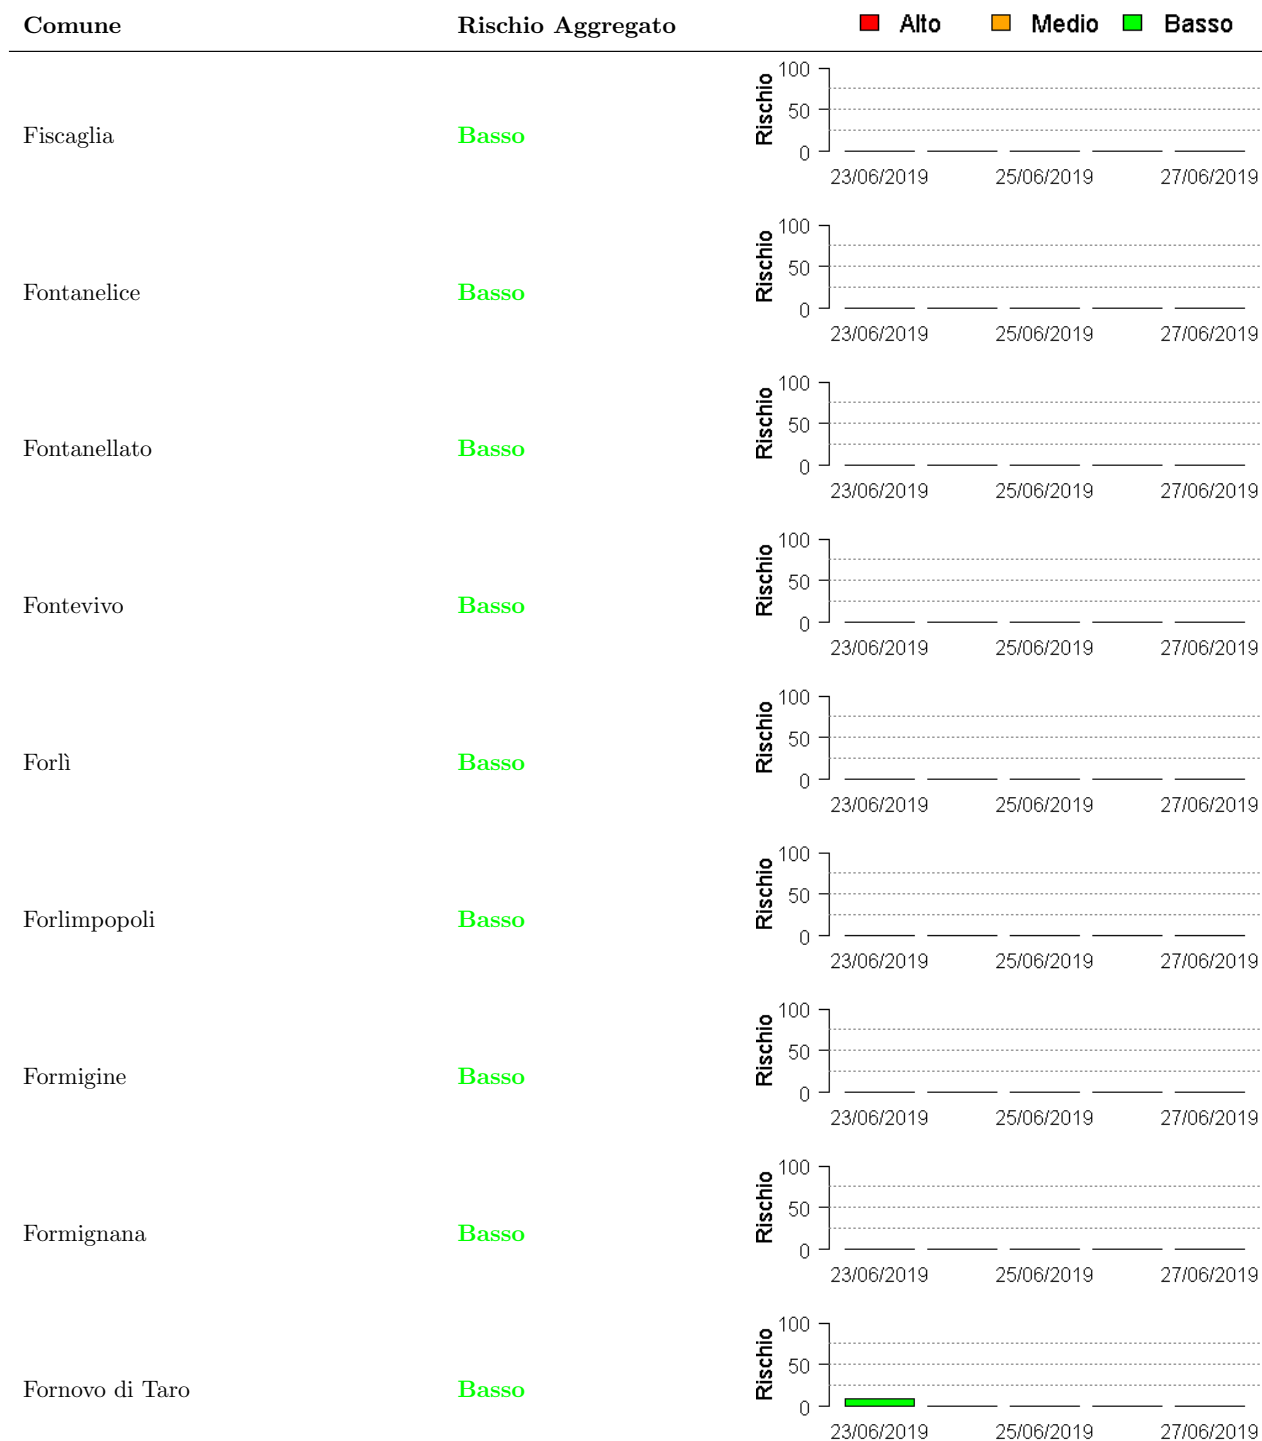 Comune Rischio Aggregato Alto Medio Basso
100
50
0
Rischio
Fiscaglia Basso
23/06/2019 25/06/2019 27/06/2019
100
50
0
Rischio
Fontanelice Basso
23/06/2019 25/06/2019 27/06/2019
100
50
0
Rischio
Fontanellato Basso
23/06/2019 25/06/2019 27/06/2019
100
50
0
Rischio
Fontevivo Basso
23/06/2019 25/06/2019 27/06/2019
100
50
0
Rischio
Forlì Basso
23/06/2019 25/06/2019 27/06/2019
100
50
0
Rischio
Forlimpopoli Basso
23/06/2019 25/06/2019 27/06/2019
100
50
0
Rischio
Formigine Basso
23/06/2019 25/06/2019 27/06/2019
100
50
0
Rischio
Formignana Basso
23/06/2019 25/06/2019 27/06/2019
100
50
0
Rischio
Fornovo di Taro Basso
23/06/2019 25/06/2019 27/06/2019